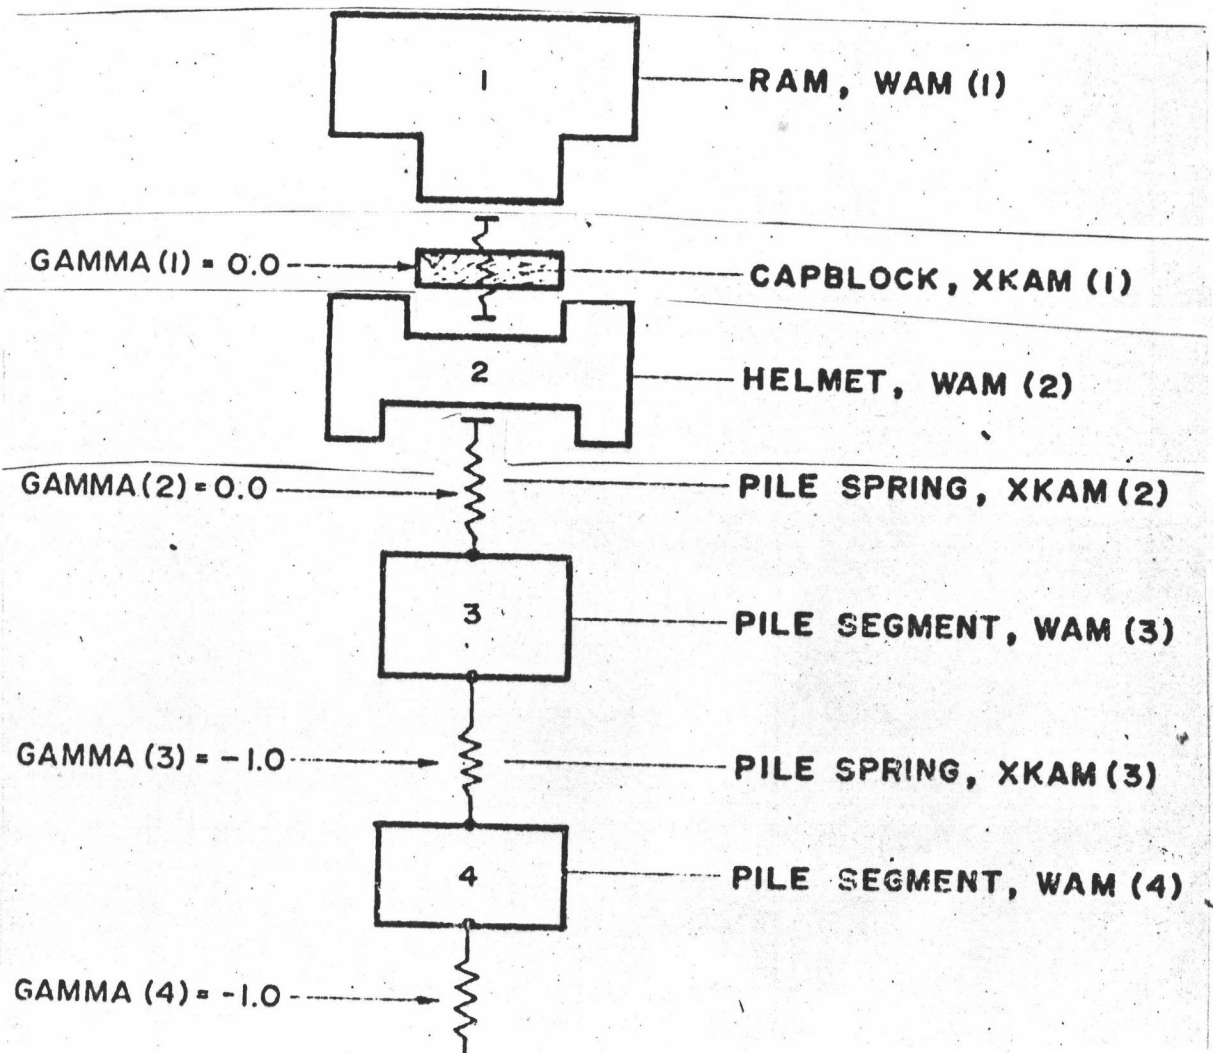 1
RAM, WAM (1)
GAMMA (1) = 0.0
CAPBLOCK, XKAM (1)
2
HELMET, WAM (2)
GAMMA (2) = 0.0
PILE SPRING, XKAM (2)
3
PILE SEGMENT, WAM (3)
GAMMA (3) = -1.0
PILE SPRING, XKAM (3)
4
PILE SEGMENT, WAM (4)
GAMMA (4) = -1.0